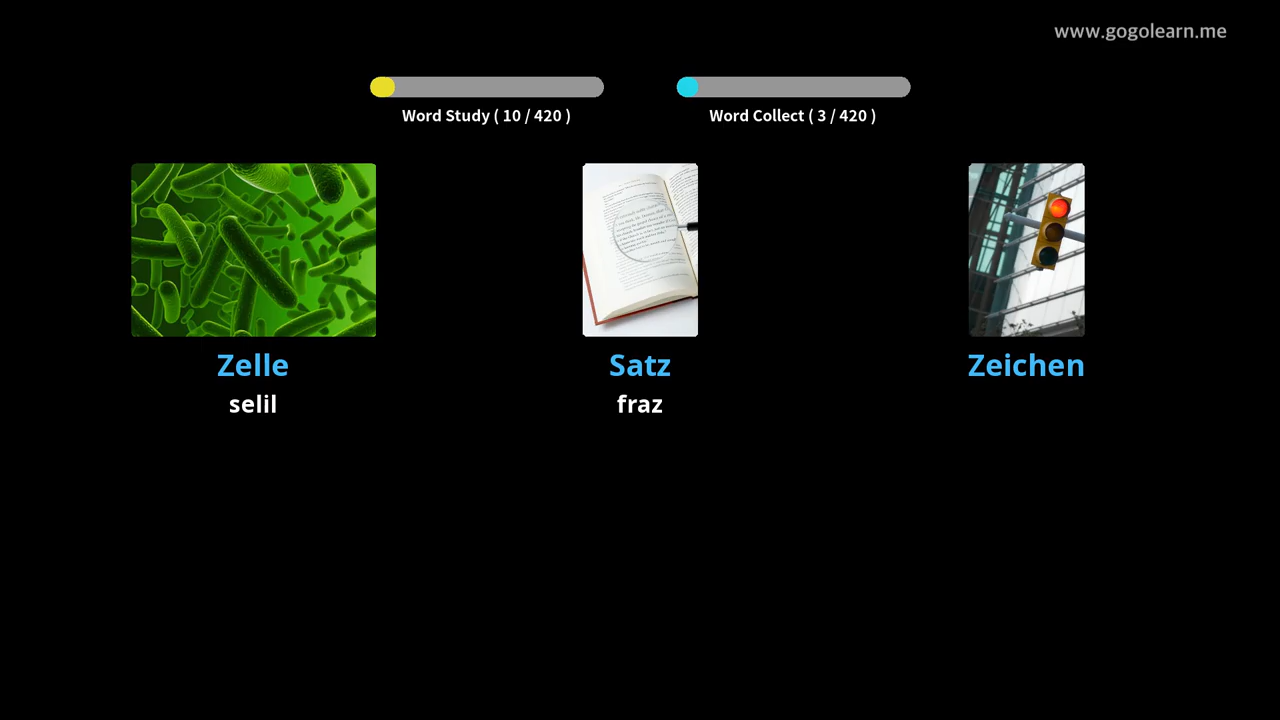 www.gogolearn.me
Word Study ( 10 / 420 )
Word Collect ( 3 / 420 )
Zelle
selil
Satz
fraz
Zeichen